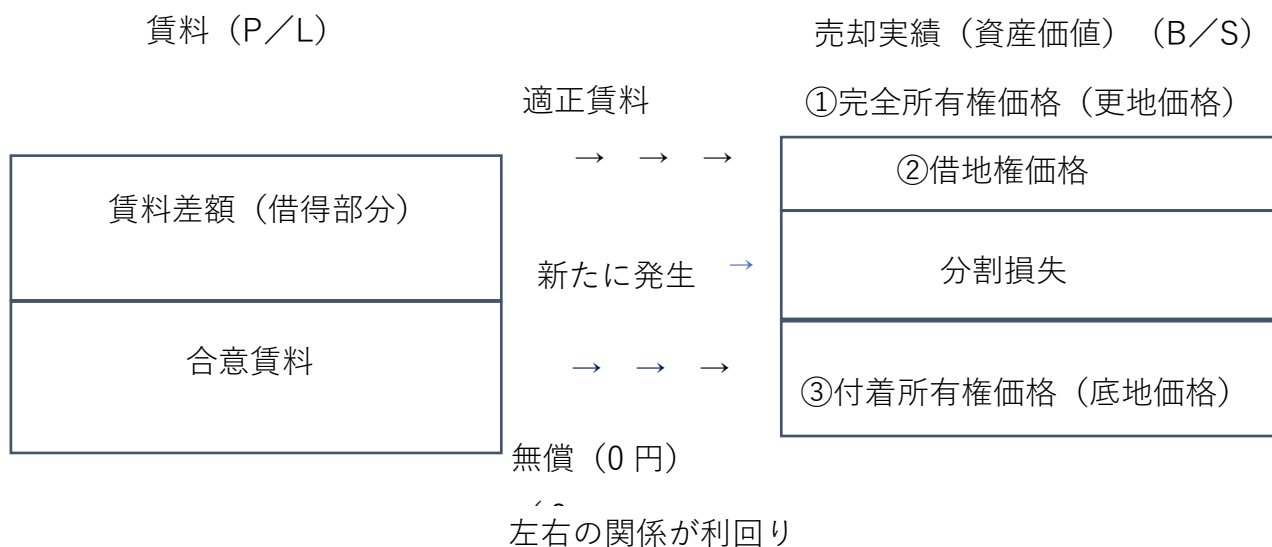 賃料（P／L）
売却実績（資産価値）（B／S）
適正賃料
①完全所有権価格（更地価格）
→ → →
②借地権価格
賃料差額（借得部分）
新たに発生 →
分割損失
合意賃料
→ → →
③付着所有権価格（底地価格）
無償（0 円）
左右の関係が利回り